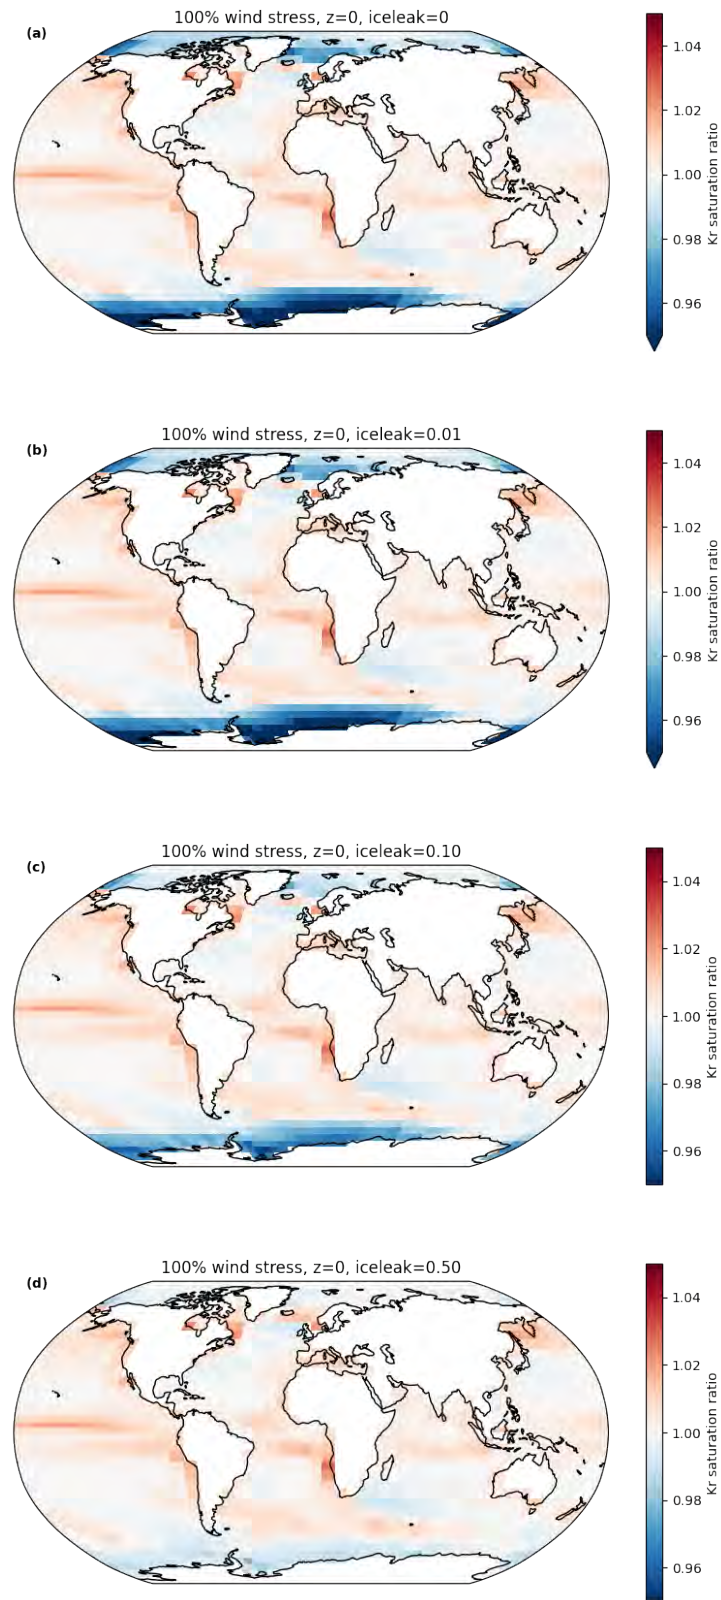 100% wind stress, z=0, iceleak=0
(a)
1.04
1.02
1.00
0.98
0.96
Kr saturation ratio
100% wind stress, z=0, iceleak=0.01
(b)
1.04
1.02
1.00
0.98
0.96
Kr saturation ratio
100% wind stress, z=0, iceleak=0.10
(c)
1.04
1.02
1.00
0.98
0.96
Kr saturation ratio
100% wind stress, z=0, iceleak=0.50
(d)
1.04
1.02
1.00
0.98
0.96
Kr saturation ratio